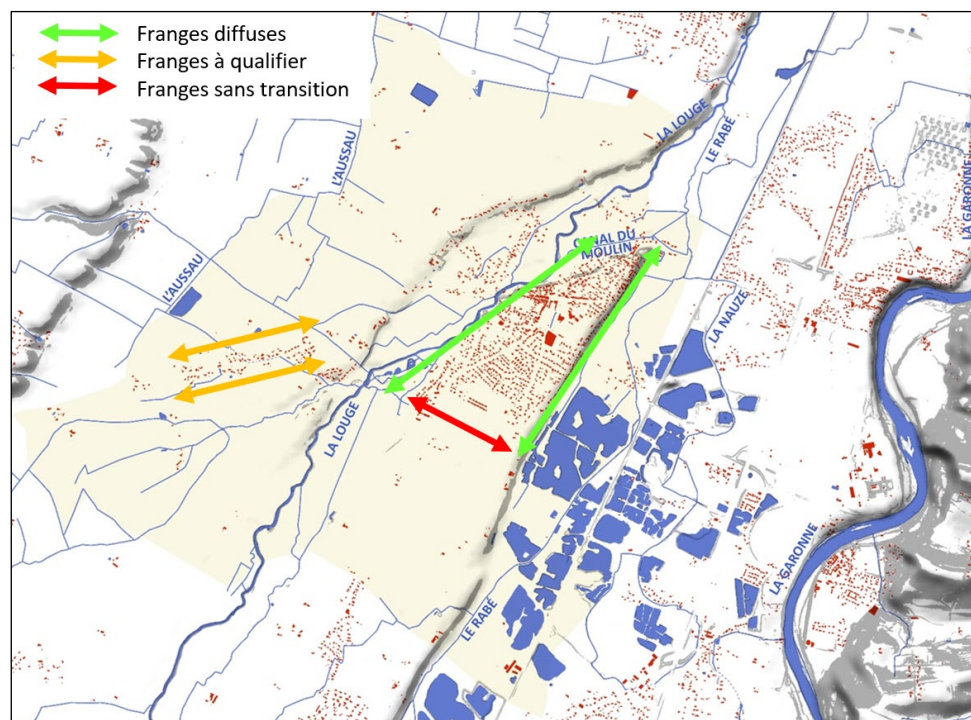 Franges diffuses
Franges à qualifier
Franges sans transition
LA LOUGE
LE RABE
L'AUSSAU
LA GARONNE
CANAL DU
MOULIN
L'AUSSAU
LA NAUZE
LA LOUGE
LA GARONNE
LE RABE